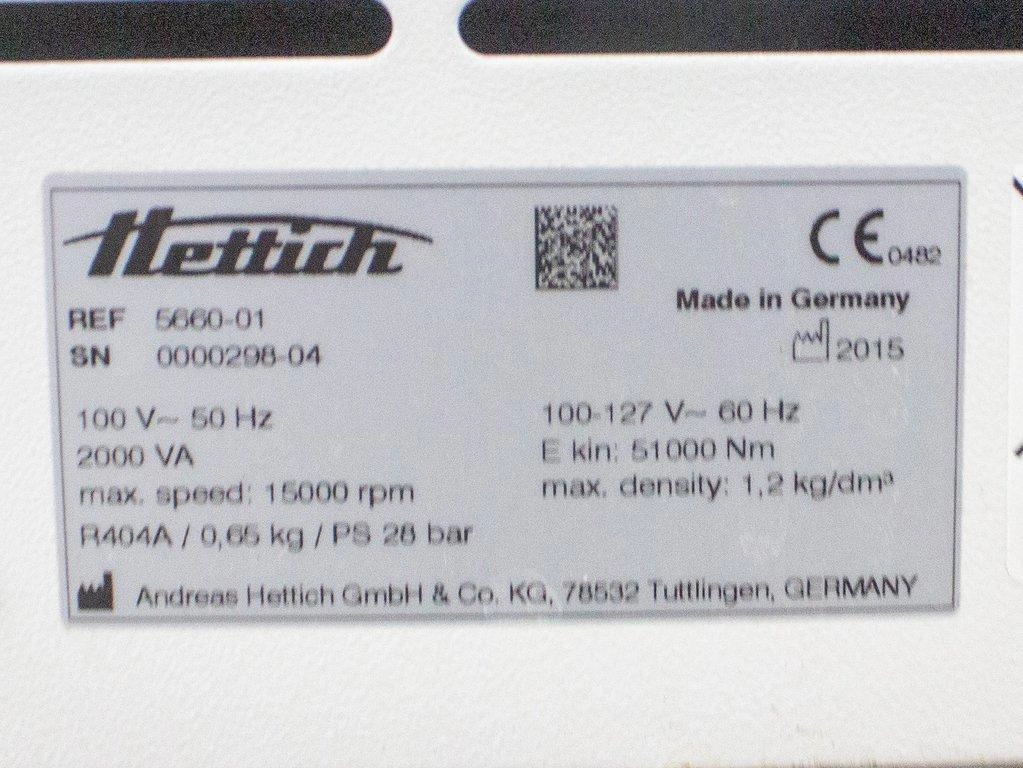 Hettich
CE 0482
Made in Germany
REF 5660-01
SN 0000298-04
2015
100 V~ 50 Hz
100-127 V~ 60 Hz
2000 VA
E kin: 51000 Nm
max. speed: 15000 rpm
max. density: 1,2 kg/dm³
R404A / 0,65 kg / PS 28 bar
Andreas Hettich GmbH & Co. KG, 78532 Tuttlingen, GERMANY